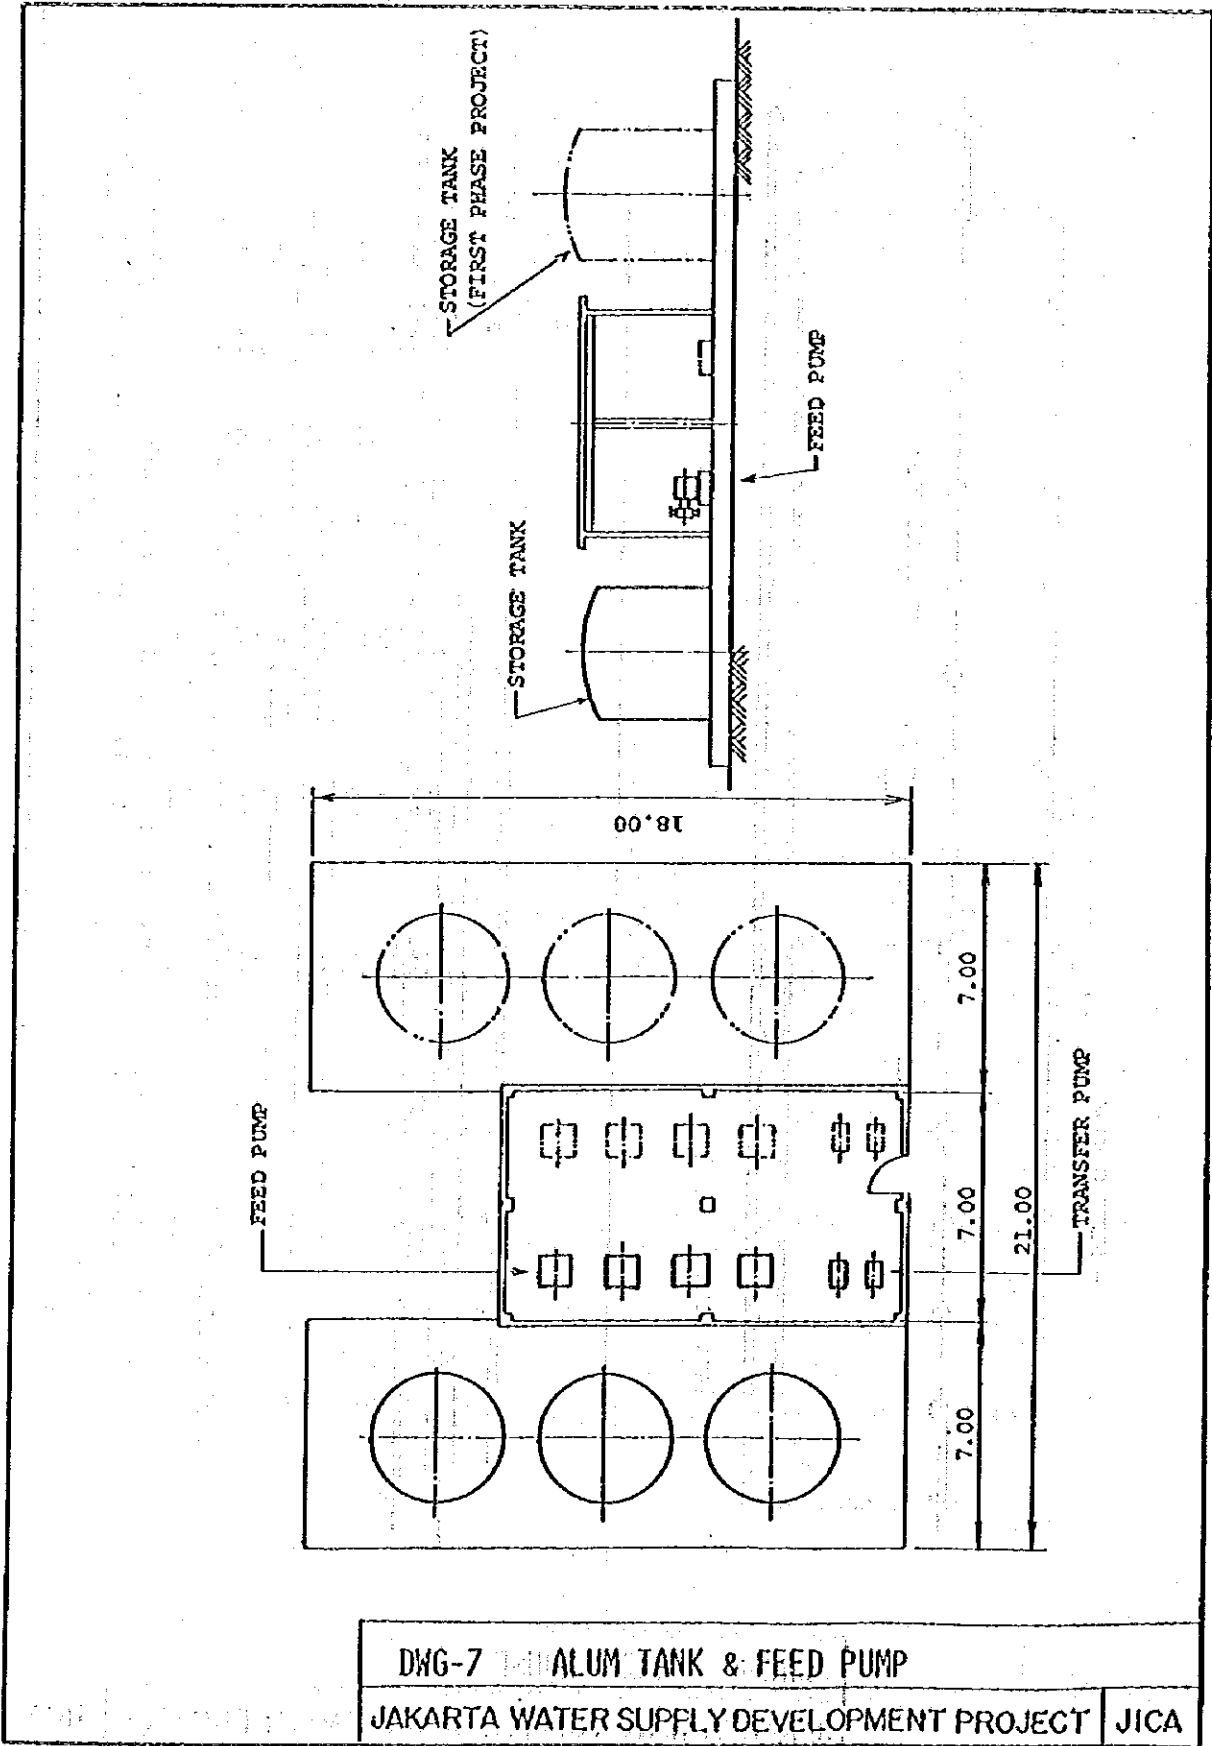 STORAGE TANK
(FIRST PHASE PROJECT)
STORAGE TANK
FEED PUMP
18.00
FEED PUMP
7.00
7.00
7.00
21.00
TRANSFER PUMP
DWG-7 ALUM TANK & FEED PUMP
JAKARTA WATER SUPPLY DEVELOPMENT PROJECT JICA